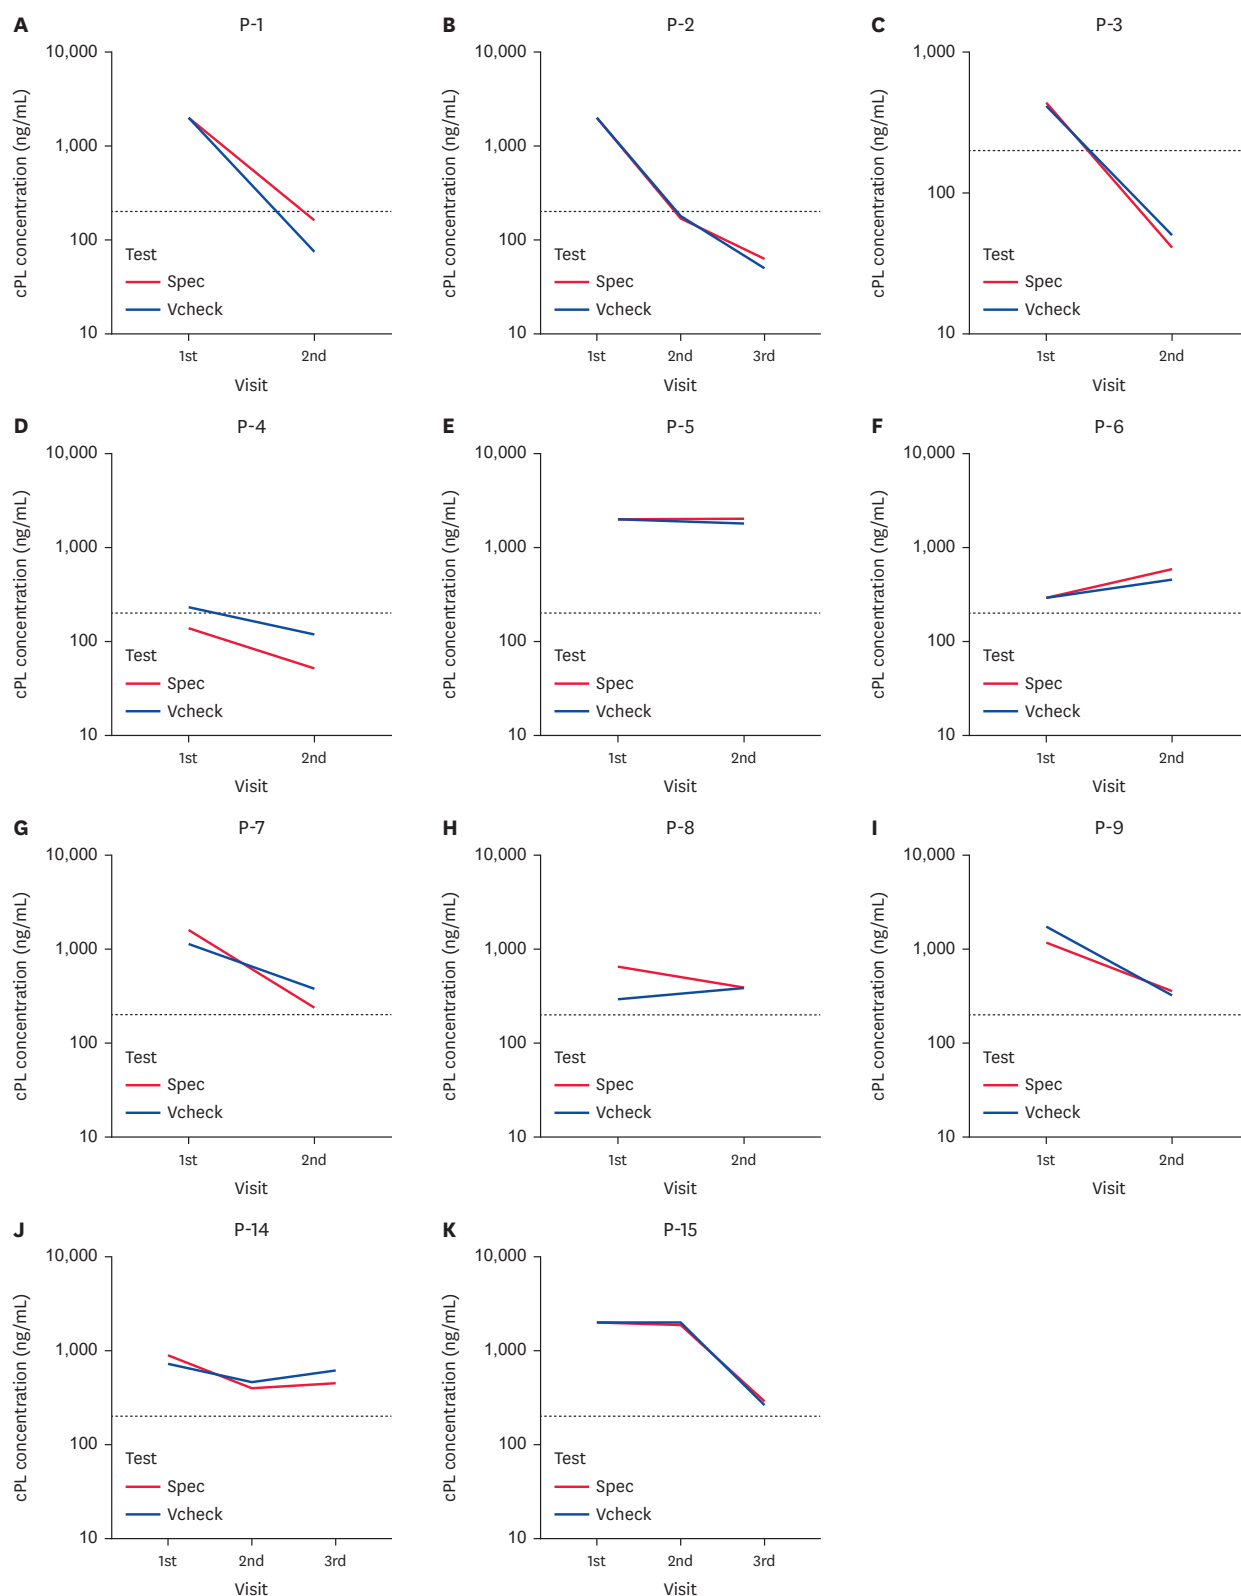 A P-1
cPL concentration (ng/mL)
10,000
1,000
100
10
Test
Spec
Vcheck
1st 2nd
Visit
B P-2
cPL concentration (ng/mL)
10,000
1,000
100
10
Test
Spec
Vcheck
1st 2nd 3rd
Visit
C P-3
cPL concentration (ng/mL)
1,000
100
10
Test
Spec
Vcheck
1st 2nd
Visit
D P-4
cPL concentration (ng/mL)
10,000
1,000
100
10
Test
Spec
Vcheck
1st 2nd
Visit
E P-5
cPL concentration (ng/mL)
10,000
1,000
100
10
Test
Spec
Vcheck
1st 2nd
Visit
F P-6
cPL concentration (ng/mL)
10,000
1,000
100
10
Test
Spec
Vcheck
1st 2nd
Visit
G P-7
cPL concentration (ng/mL)
10,000
1,000
100
10
Test
Spec
Vcheck
1st 2nd
Visit
H P-8
cPL concentration (ng/mL)
10,000
1,000
100
10
Test
Spec
Vcheck
1st 2nd
Visit
I P-9
cPL concentration (ng/mL)
10,000
1,000
100
10
Test
Spec
Vcheck
1st 2nd
Visit
J P-14
cPL concentration (ng/mL)
10,000
1,000
100
10
Test
Spec
Vcheck
1st 2nd 3rd
Visit
K P-15
cPL concentration (ng/mL)
10,000
1,000
100
10
Test
Spec
Vcheck
1st 2nd 3rd
Visit